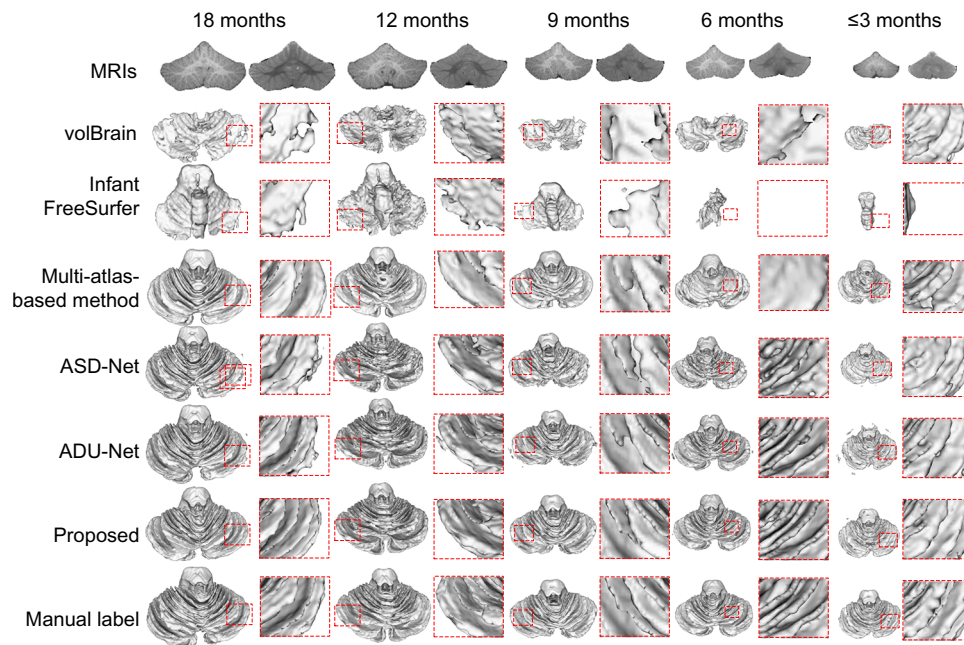 18 months 12 months 9 months 6 months ≤3 months
MRIs
volBrain
Infant
FreeSurfer
Multi-atlas-
based method
ASD-Net
ADU-Net
Proposed
Manual label